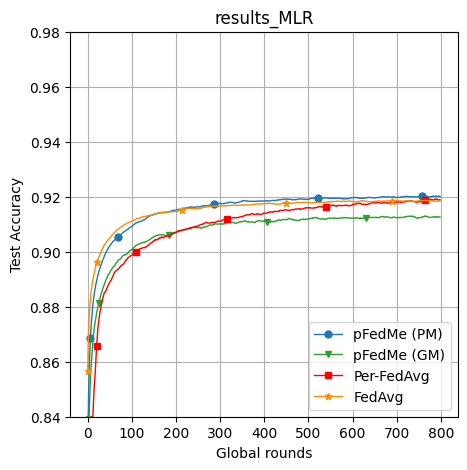 results_MLR
0.98
0.96
0.94
0.92
0.90
0.88
0.86
0.84
Test Accuracy
0
100
200
300
400
500
600
700
800
Global rounds
pFedMe (PM)
pFedMe (GM)
Per-FedAvg
FedAvg